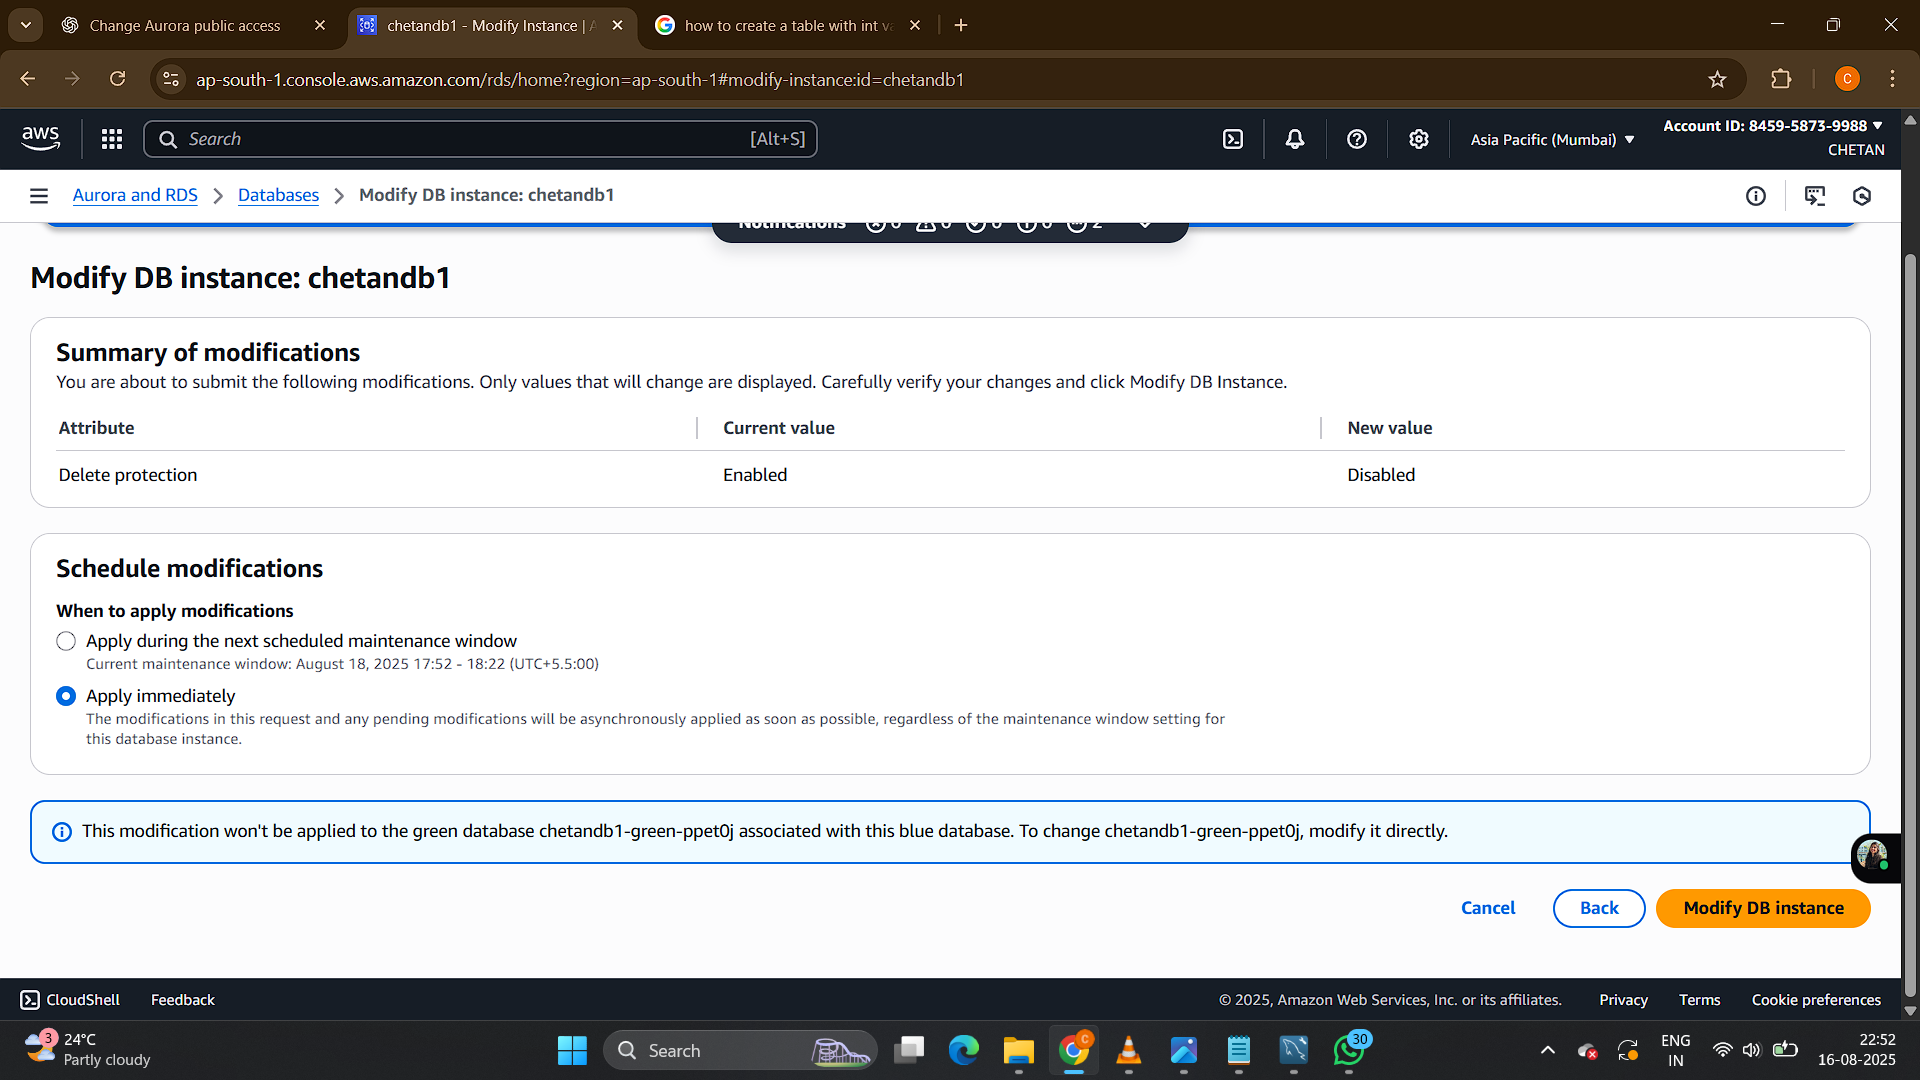 Change Aurora public access
chetandb1 - Modify Instance | A
how to create a table with int va
ap-south-1.console.aws.amazon.com/rds/home?region=ap-south-1#modify-instance:id=chetandb1
C
aws
Search
[Alt+S]
Asia Pacific (Mumbai)
Account ID: 8459-5873-9988
CHETAN
Aurora and RDS
Databases
Modify DB instance: chetandb1
Notifications 0 0 0 0 2
Modify DB instance: chetandb1
Summary of modifications
You are about to submit the following modifications. Only values that will change are displayed. Carefully verify your changes and click Modify DB Instance.
Attribute
Current value
New value
Delete protection
Enabled
Disabled
Schedule modifications
When to apply modifications
Apply during the next scheduled maintenance window
Current maintenance window: August 18, 2025 17:52 - 18:22 (UTC+5.5:00)
Apply immediately
The modifications in this request and any pending modifications will be asynchronously applied as soon as possible, regardless of the maintenance window setting for
this database instance.
This modification won't be applied to the green database chetandb1-green-ppet0j associated with this blue database. To change chetandb1-green-ppet0j, modify it directly.
Cancel
Back
Modify DB instance
CloudShell
Feedback
© 2025, Amazon Web Services, Inc. or its affiliates.
Privacy
Terms
Cookie preferences
3
24°C
Partly cloudy
Search
C
30
ENG
IN
22:52
16-08-2025